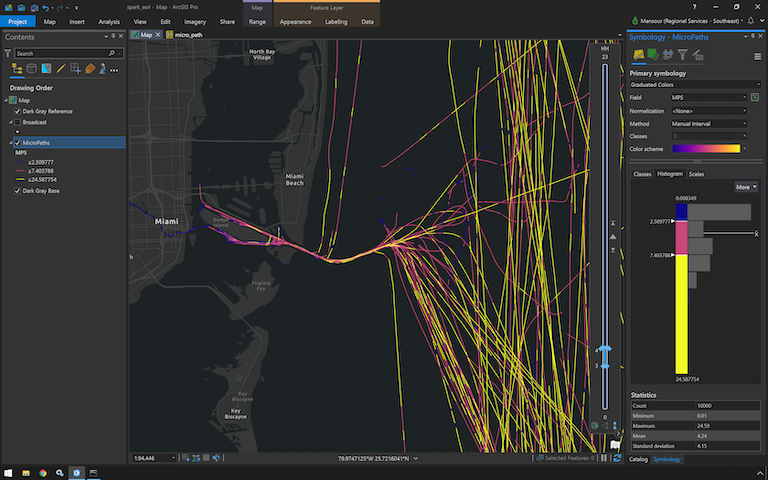 spark_esri - Map - ArcGIS Pro
Map
Feature Layer
Project
Map
Insert
Analysis
View
Edit
Imagery
Share
Range
Appearance
Labeling
Data
Mansour (Regional Services - Southeast)
Contents
Search
Drawing Order
Map
Dark Gray Reference
Broadcast
MicroPaths
MPS
≤2.509777
≤7.403788
≤24.587754
Dark Gray Base
Map
micro_path
North Bay
Village
Miami
Beach
Miami
Dodge
Island
Virginia
Key
Key
Biscayne
Key
Biscayne
HH
23
4
3
0
1:94,446
79.9747125°W 25.7216041°N
Selected Features: 0
Symbology - MicroPaths
Primary symbology
Graduated Colors
Field
MPS
Normalization
<None>
Method
Manual Interval
Classes
3
Color scheme
Classes
Histogram
Scales
More
0.008349
2.509777
7.403788
24.587754
Statistics
Count
10000
Minimum
0.01
Maximum
24.59
Mean
4.24
Standard deviation
4.15
Catalog
Symbology